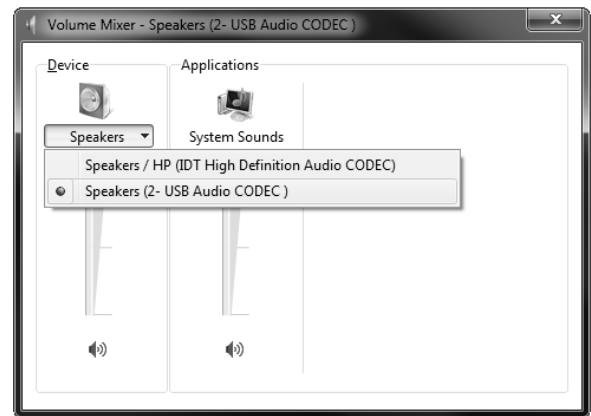 Volume Mixer - Speakers (2- USB Audio CODEC )
Device
Applications
Speakers
System Sounds
Speakers / HP (IDT High Definition Audio CODEC)
Speakers (2- USB Audio CODEC )